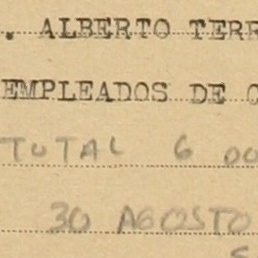 . ALBERTO TERR
EMPLEADOS DE C
TOTAL 6 DO
30 AGOSTO